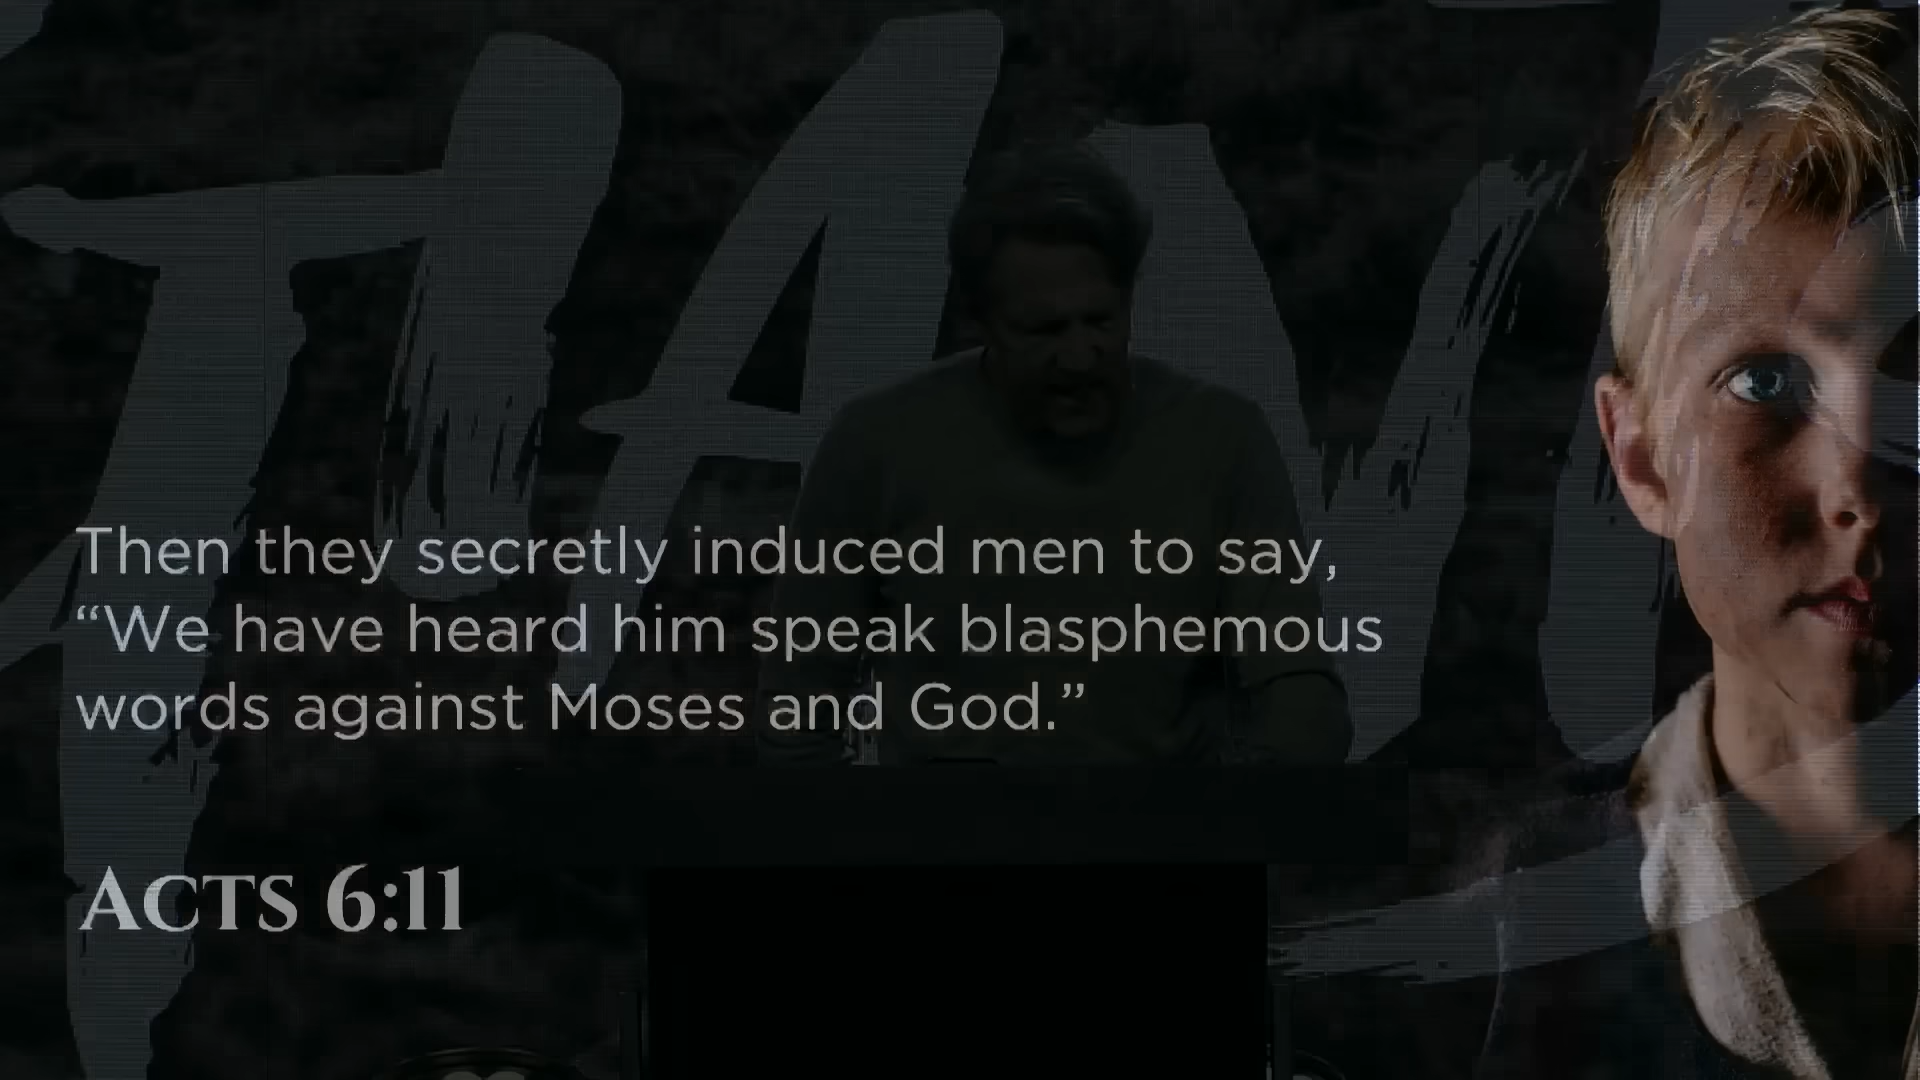 Then they secretly induced men to say,
“We have heard him speak blasphemous
words against Moses and God.”
Acts 6:11